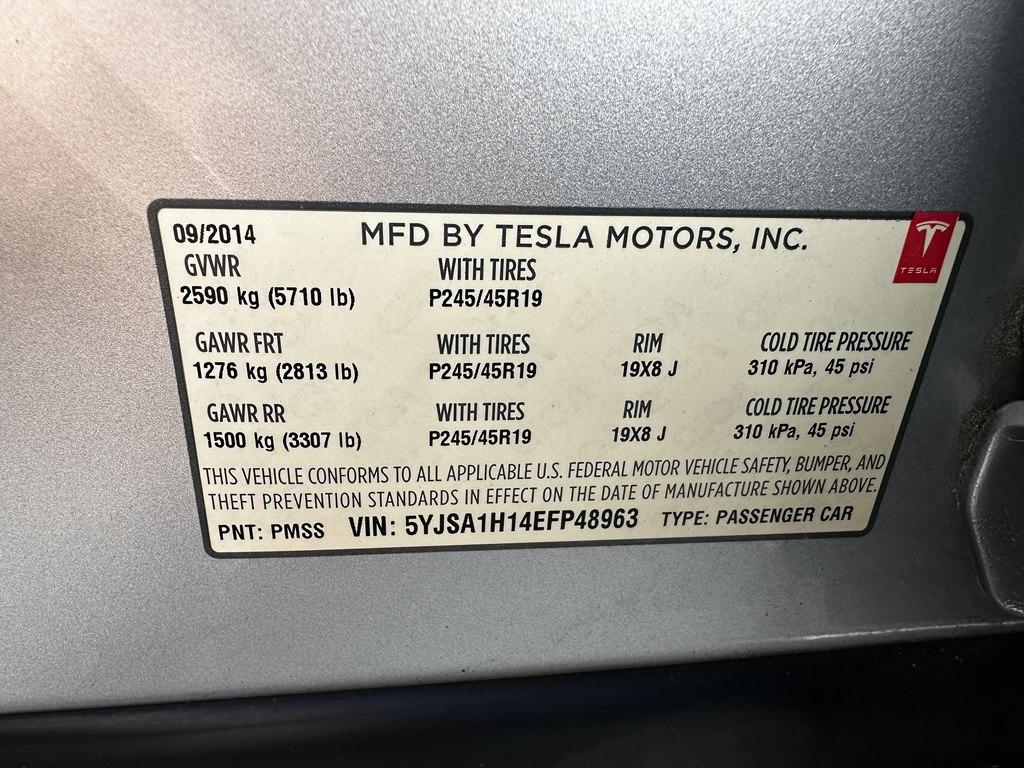 09/2014 MFD BY TESLA MOTORS, INC.
TESLA
GVWR WITH TIRES
2590 kg (5710 lb) P245/45R19
GAWR FRT WITH TIRES RIM COLD TIRE PRESSURE
1276 kg (2813 lb) P245/45R19 19X8 J 310 kPa, 45 psi
GAWR RR WITH TIRES RIM COLD TIRE PRESSURE
1500 kg (3307 lb) P245/45R19 19X8 J 310 kPa, 45 psi
THIS VEHICLE CONFORMS TO ALL APPLICABLE U.S. FEDERAL MOTOR VEHICLE SAFETY, BUMPER, AND
THEFT PREVENTION STANDARDS IN EFFECT ON THE DATE OF MANUFACTURE SHOWN ABOVE.
PNT: PMSS VIN: 5YJSA1H14EFP48963 TYPE: PASSENGER CAR